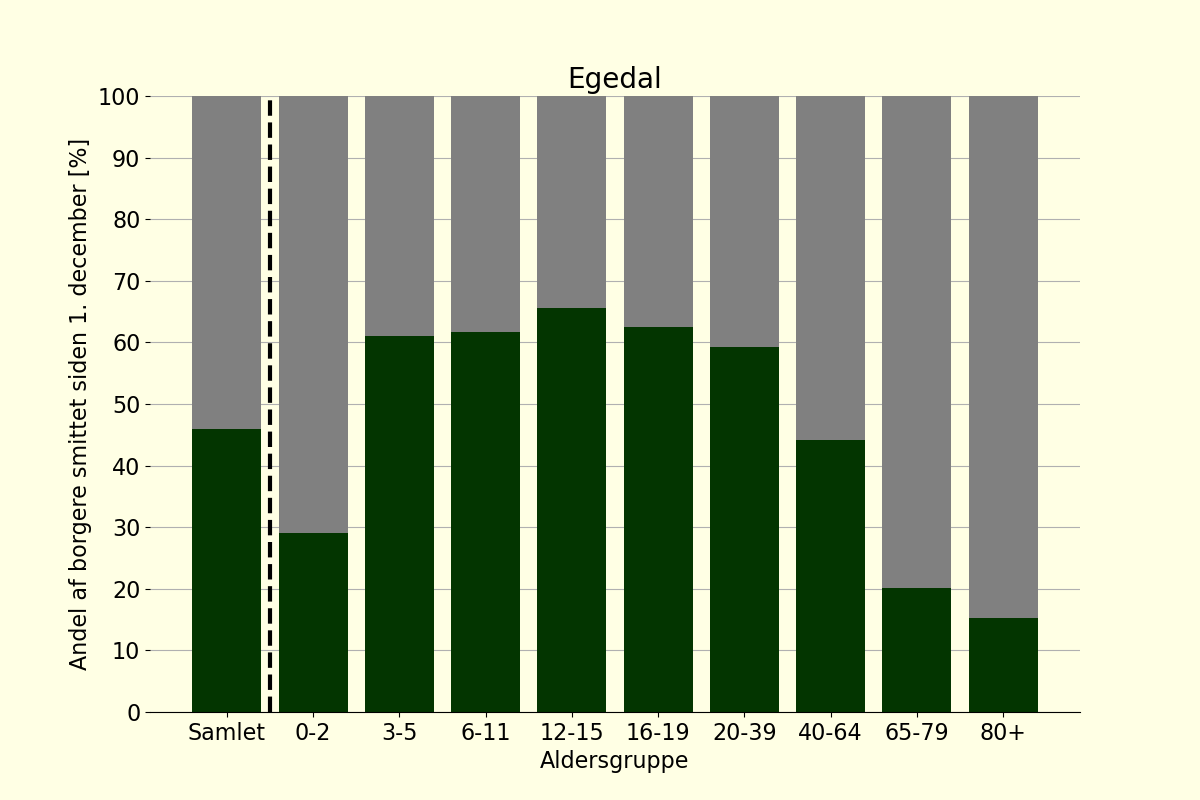 Egedal
Andel af borgere smittet siden 1. december [%]
100
90
80
70
60
50
40
30
20
10
0
Samlet 0-2 3-5 6-11 12-15 16-19 20-39 40-64 65-79 80+
Aldersgruppe